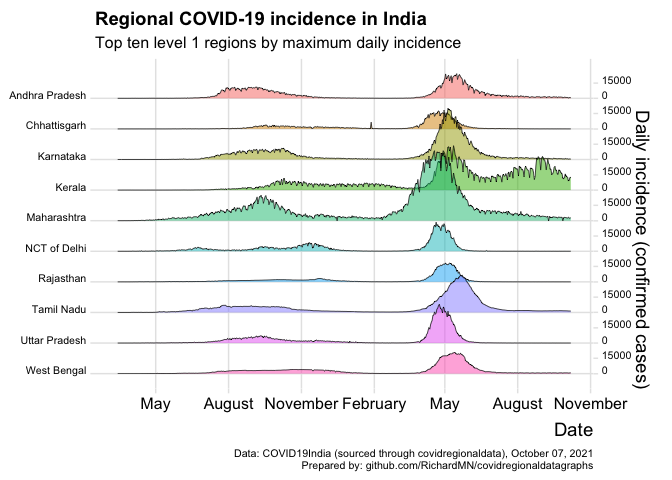 Regional COVID-19 incidence in India
Top ten level 1 regions by maximum daily incidence
Andhra Pradesh
15000
0
Chhattisgarh
15000
0
Karnataka
15000
0
Kerala
15000
0
Maharashtra
15000
0
NCT of Delhi
15000
0
Rajasthan
15000
0
Tamil Nadu
15000
0
Uttar Pradesh
15000
0
West Bengal
15000
0
Daily incidence (confirmed cases)
May August November February May August November
Date
Data: COVID19India (sourced through covidregionaldata), October 07, 2021
Prepared by: github.com/RichardMN/covidregionaldatagraphs